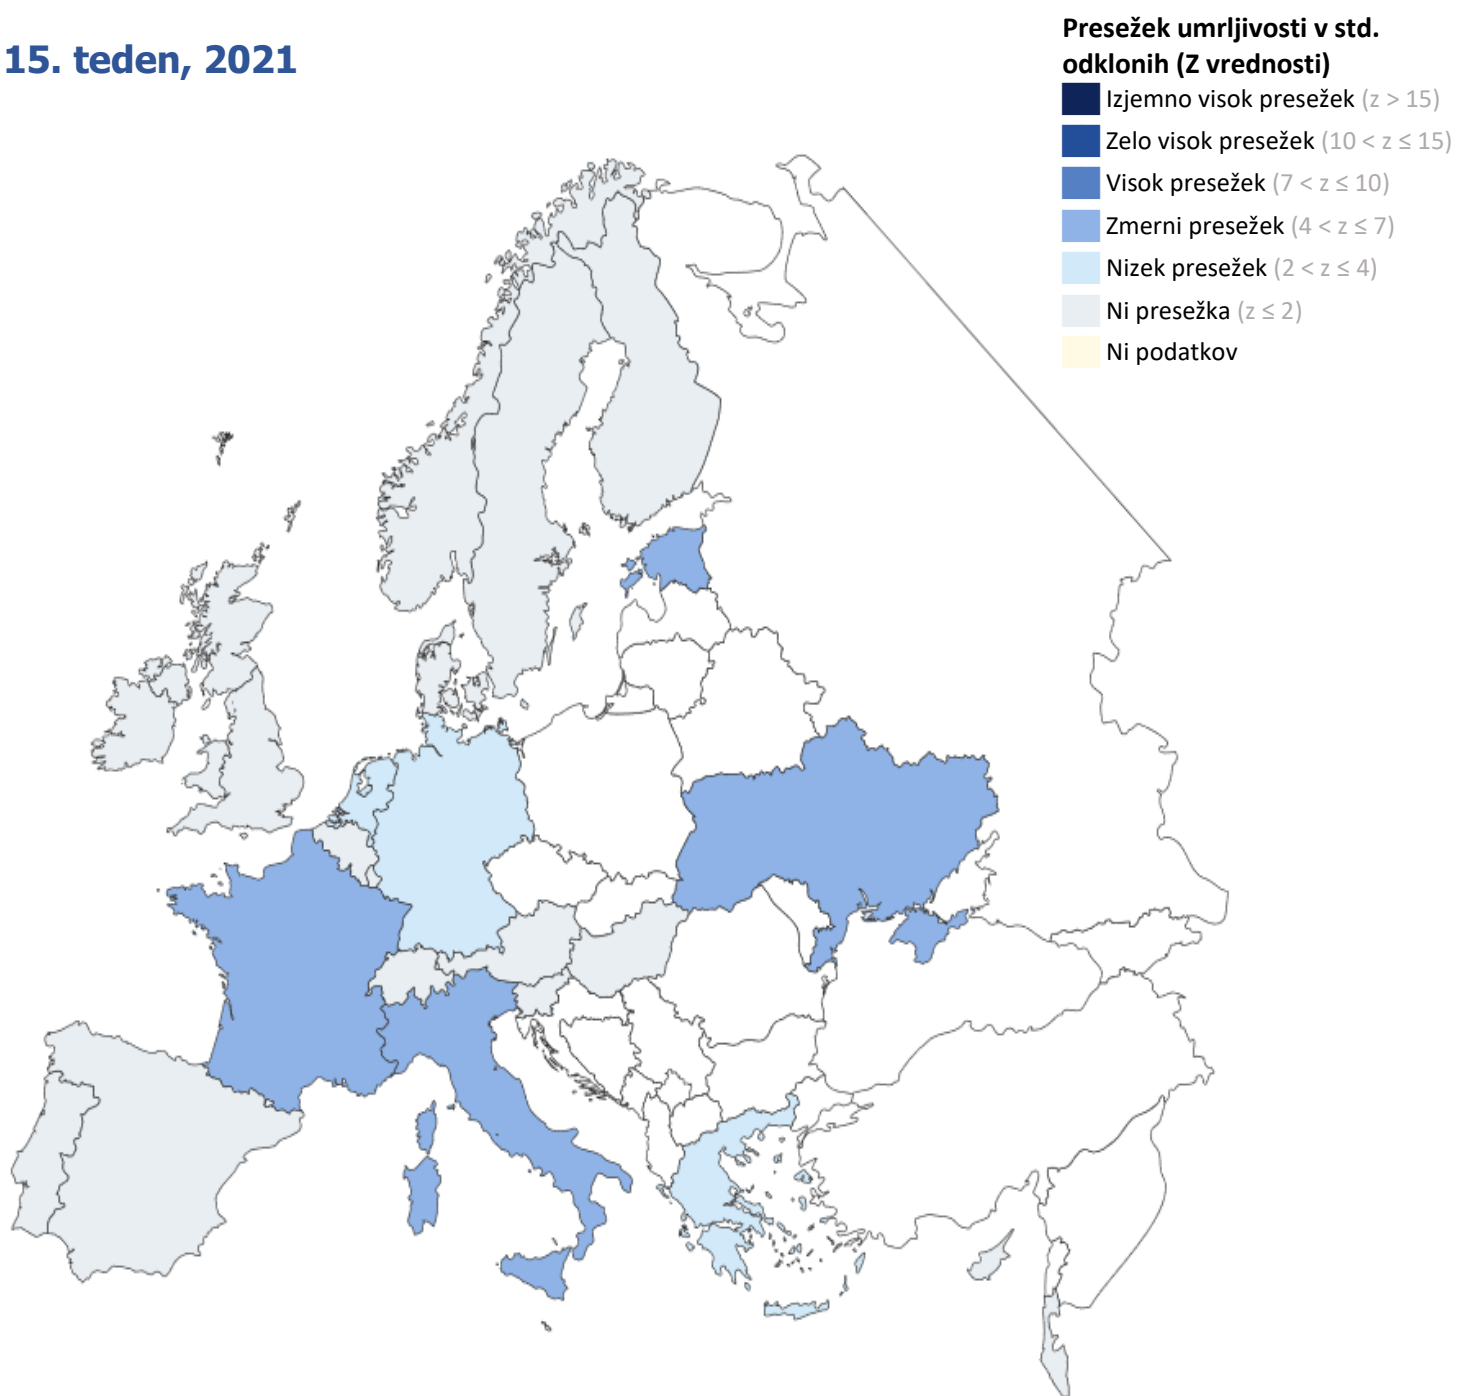 15. teden, 2021
Presežek umrljivosti v std.
odklonih (Z vrednosti)
Izjemno visok presežek (z > 15)
Zelo visok presežek (10 < z ≤ 15)
Visok presežek (7 < z ≤ 10)
Zmerni presežek (4 < z ≤ 7)
Nizek presežek (2 < z ≤ 4)
Ni presežka (z ≤ 2)
Ni podatkov